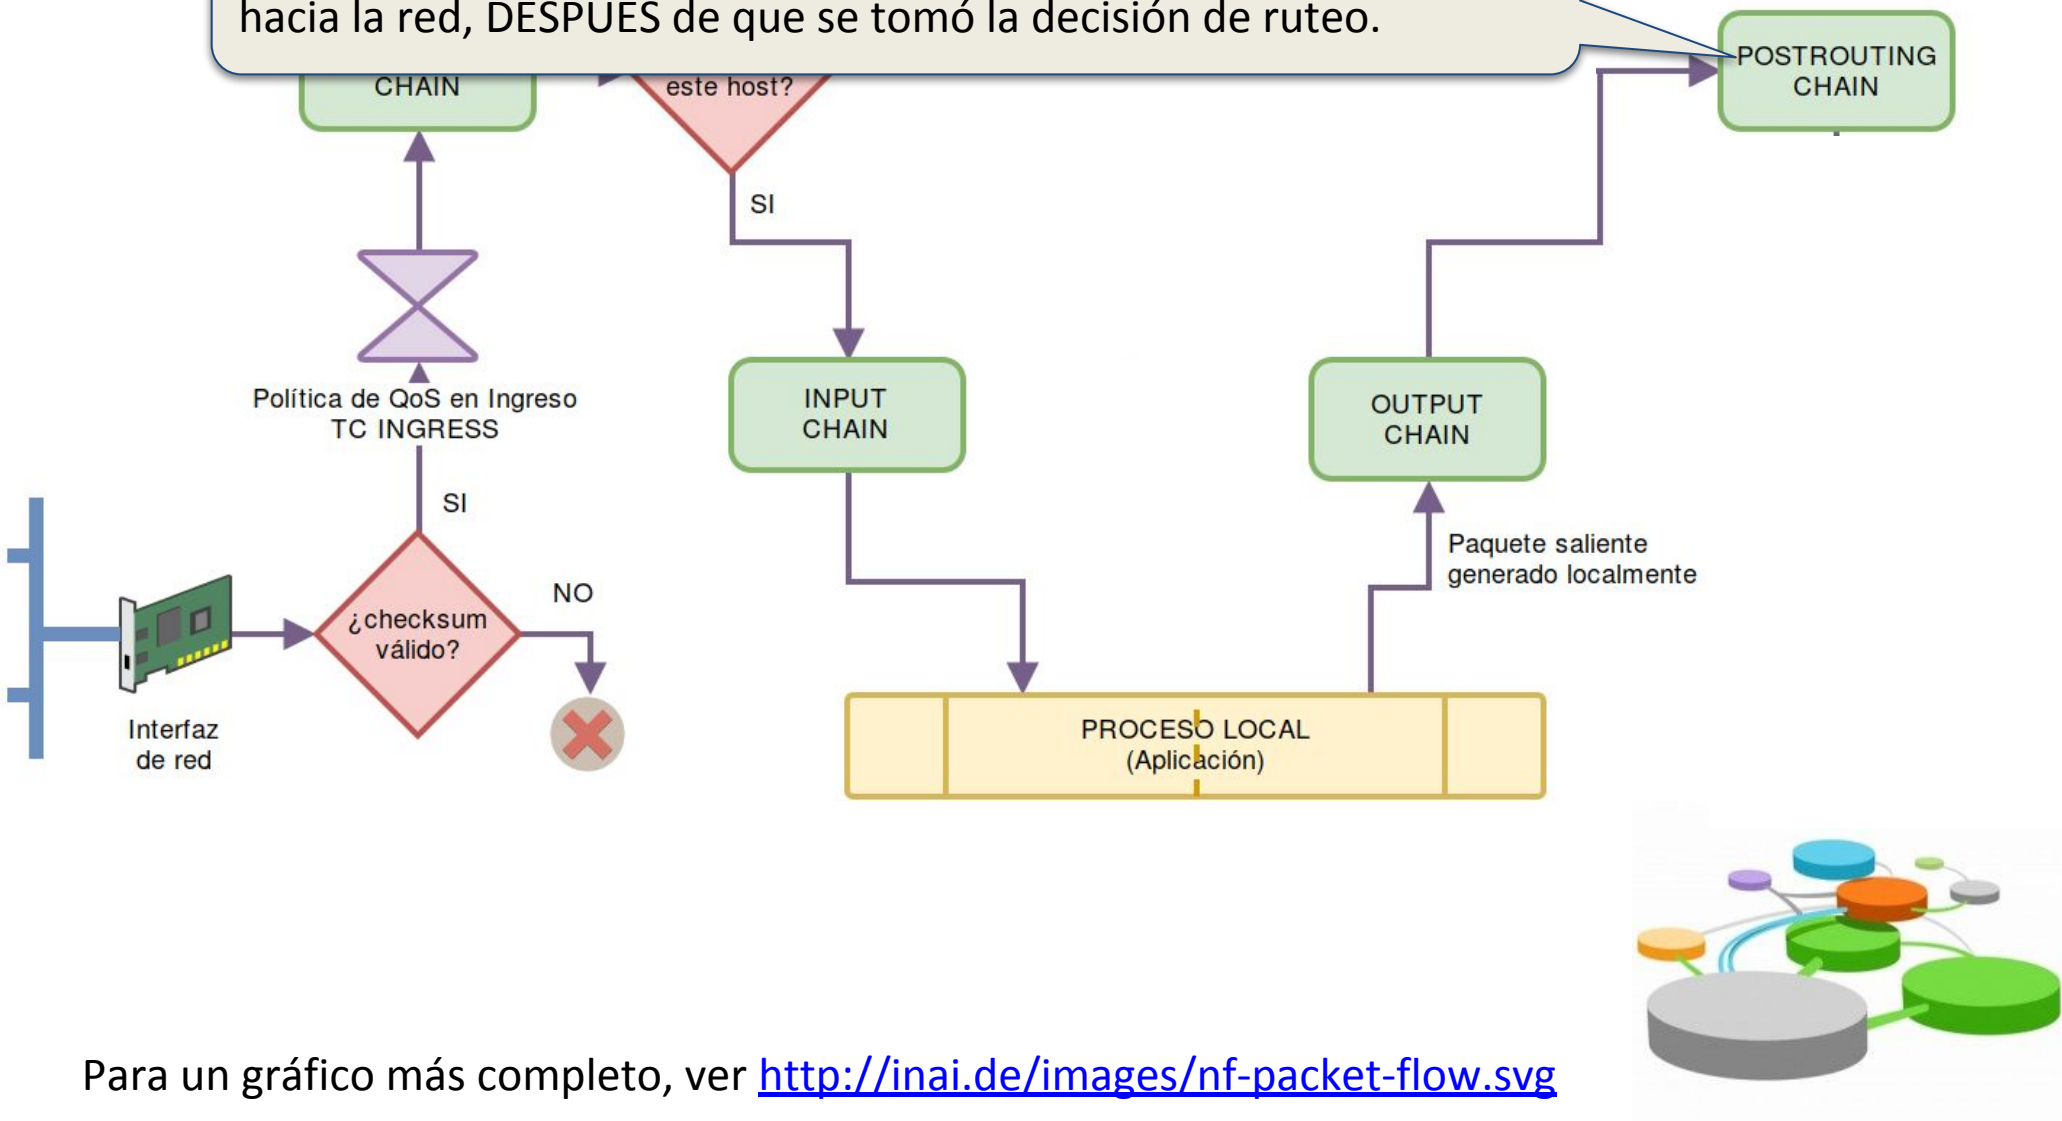 hacia la red, DESPUÉS de que se tomó la decisión de ruteo.
POSTROUTING
CHAIN
CHAIN
este host?
SI
Política de QoS en Ingreso
TC INGRESS
INPUT
CHAIN
OUTPUT
CHAIN
SI
Paquete saliente
generado localmente
NO
¿checksum
válido?
Interfaz
de red
PROCESO LOCAL
(Aplicación)
Para un gráfico más completo, ver http://inai.de/images/nf-packet-flow.svg